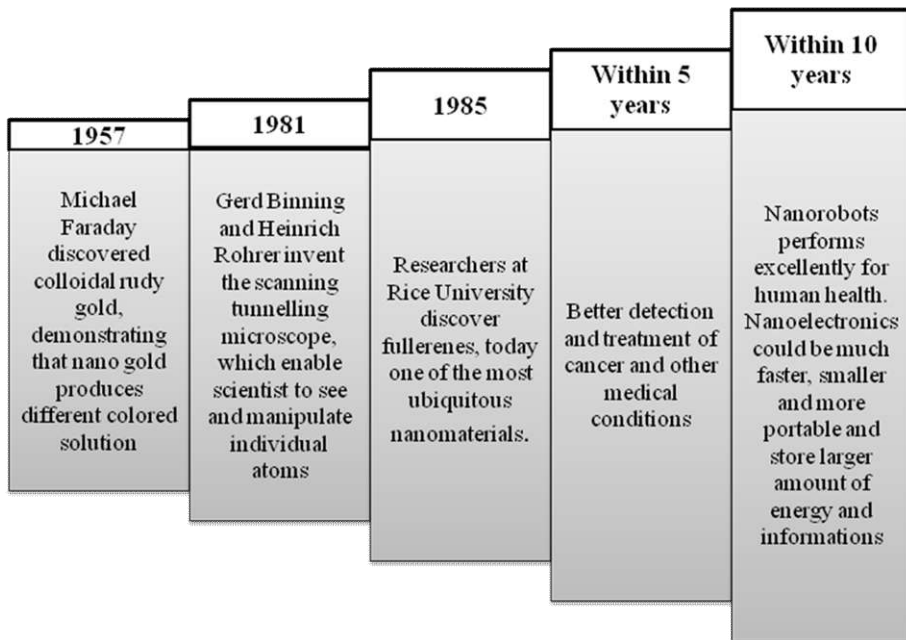 1957
Michael
Faraday
discovered
colloidal rudy
gold,
demonstrating
that nano gold
produces
different colored
solution
1981
Gerd Binning
and Heinrich
Rohrer invent
the scanning
tunnelling
microscope,
which enable
scientist to see
and manipulate
individual
atoms
1985
Researchers at
Rice University
discover
fullerenes, today
one of the most
ubiquitous
nanomaterials.
Within 5
years
Better detection
and treatment of
cancer and other
medical
conditions
Within 10
years
Nanorobots
performs
excellently for
human health.
Nanoelectronics
could be much
faster, smaller
and more
portable and
store larger
amount of
energy and
informations